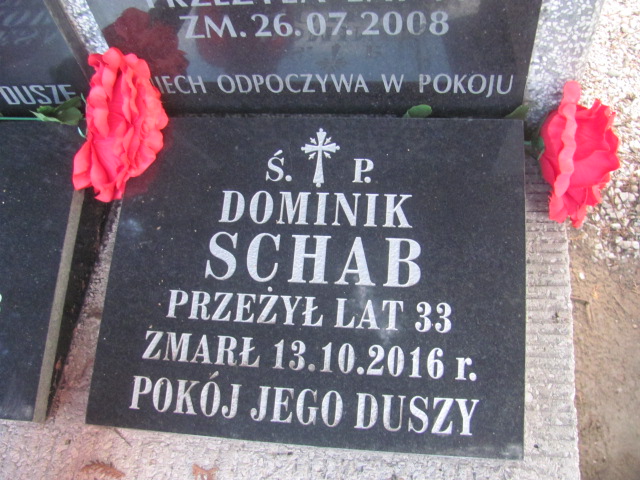 DUSZE
ZM. 26.07.2008
NIECH ODPOCZYWA W POKOJU
Ś. P.
DOMINIK
SCHAB
PRZEŻYŁ LAT 33
ZMARŁ 13.10.2016 r.
POKÓJ JEGO DUSZY